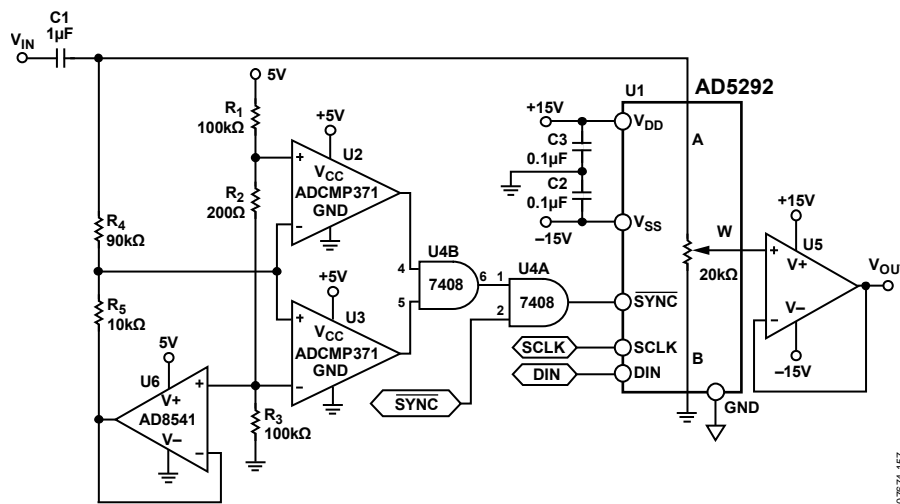 C1
1µF
VIN
5V
R1
100kΩ
R2
200Ω
R4
90kΩ
R5
10kΩ
R3
100kΩ
+5V
U2
+
VCC
ADCMP371
GND
–
+5V
U3
+
VCC
ADCMP371
GND
–
5V
U6
V+
+
AD8541
V–
–
U4B
4
7408
6
5
U4A
1
7408
2
SYNC
SCLK
DIN
U1
AD5292
+15V
VDD
C3
0.1µF
C2
0.1µF
–15V
VSS
A
W
20kΩ
B
SYNC
SCLK
DIN
GND
+15V
U5
+
V+
V–
–
–15V
VOU